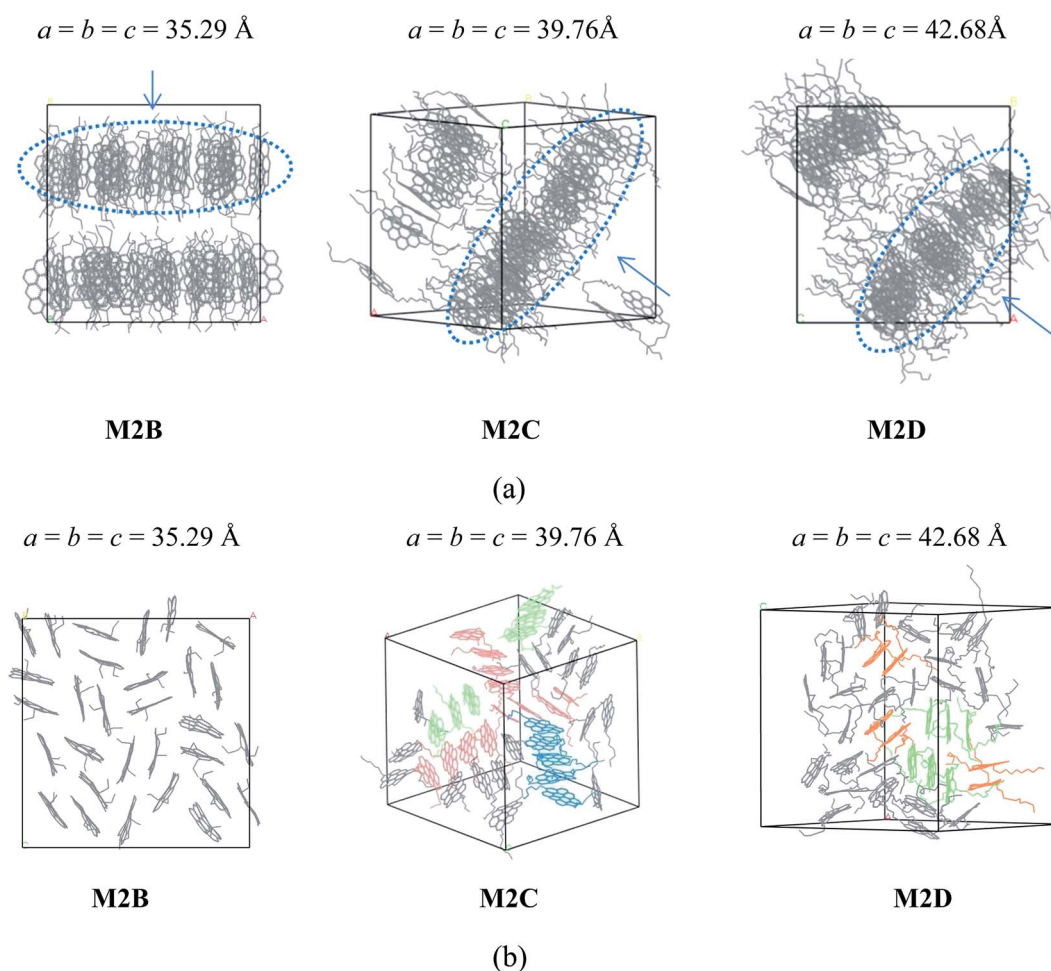 a = b = c = 35.29 Å
a = b = c = 39.76Å
a = b = c = 42.68Å
B
C
A
B
A
B
C
A
M2B
M2C
M2D
(a)
a = b = c = 35.29 Å
a = b = c = 39.76 Å
a = b = c = 42.68 Å
A
C
A
C
A
M2B
M2C
M2D
(b)